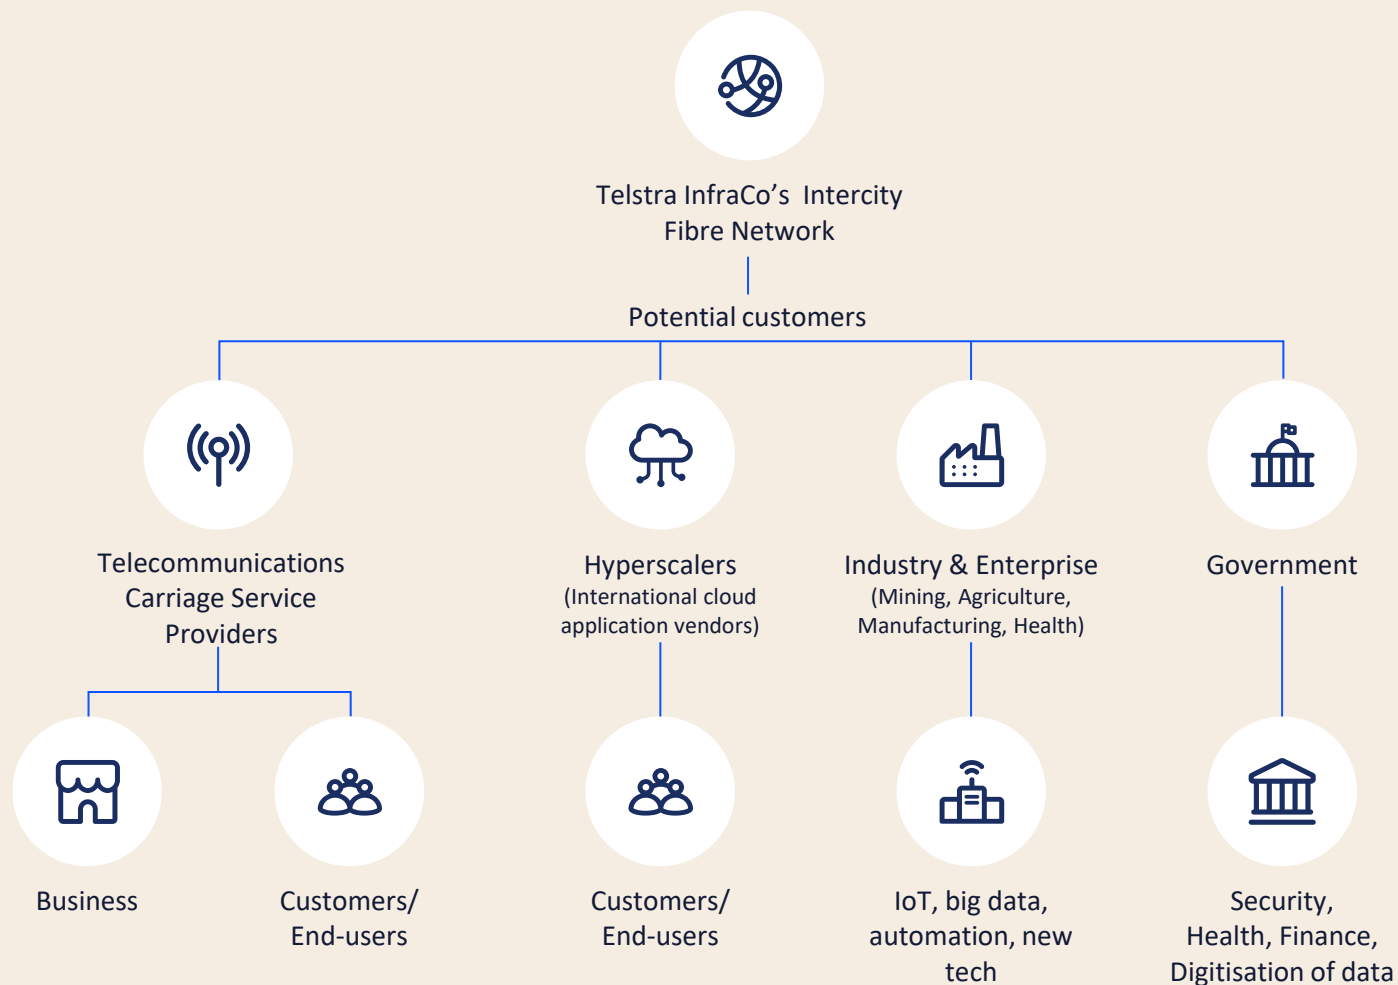 Telstra InfraCo’s  Intercity
Fibre Network
Potential customers
Telecommunications
Carriage Service
Providers
Hyperscalers
(International cloud
application vendors)
Industry & Enterprise
(Mining, Agriculture,
Manufacturing, Health)
Government
Business
Customers/
End-users
Customers/
End-users
IoT, big data,
automation, new
tech
Security,
Health, Finance,
Digitisation of data